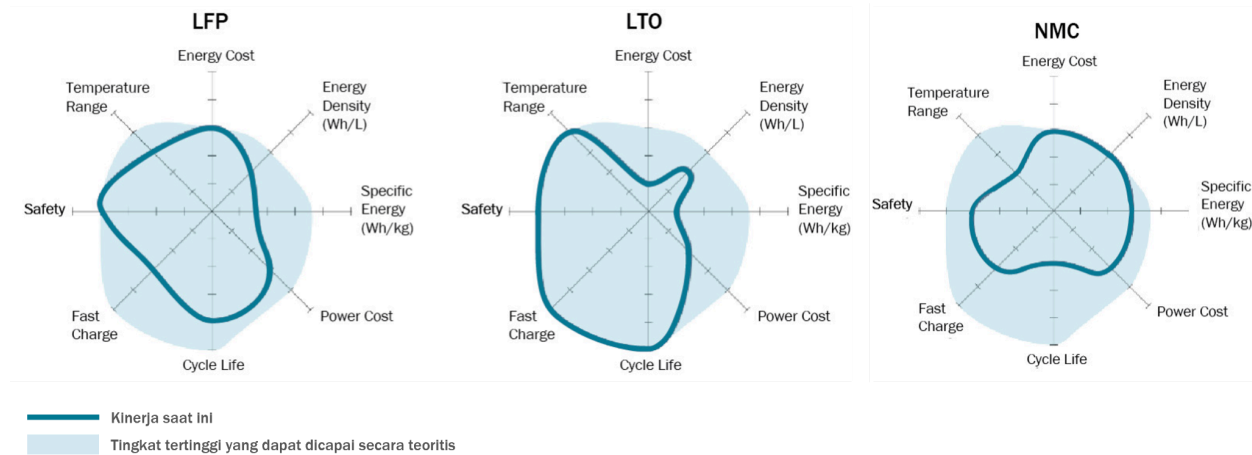 LFP
Energy Cost
Energy
Density
(Wh/L)
Specific
Energy
(Wh/kg)
Power Cost
Cycle Life
Fast
Charge
Safety
Temperature
Range
LTO
Energy Cost
Energy
Density
(Wh/L)
Specific
Energy
(Wh/kg)
Power Cost
Cycle Life
Fast
Charge
Safety
Temperature
Range
NMC
Energy Cost
Energy
Density
(Wh/L)
Specific
Energy
(Wh/kg)
Power Cost
Cycle Life
Fast
Charge
Safety
Temperature
Range
Kinerja saat ini
Tingkat tertinggi yang dapat dicapai secara teoritis